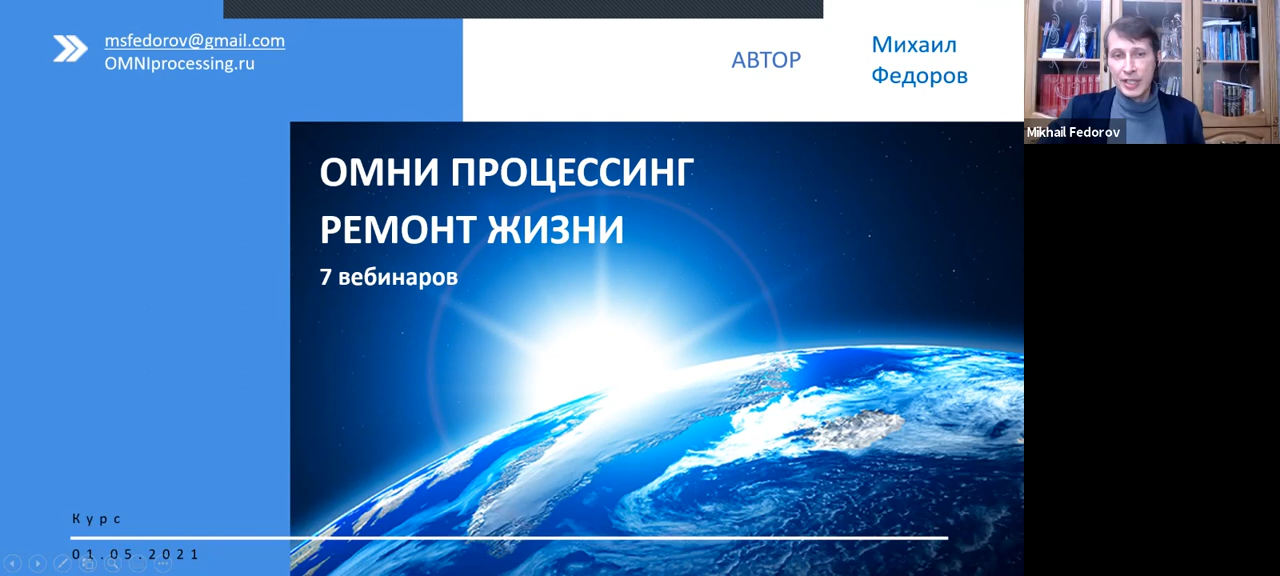 msfedorov@gmail.com
OMNIprocessing.ru
АВТОР
Михаил
Федоров
Mikhail Fedorov
ОМНИ ПРОЦЕССИНГ
РЕМОНТ ЖИЗНИ
7 вебинаров
Курс
01.05.2021